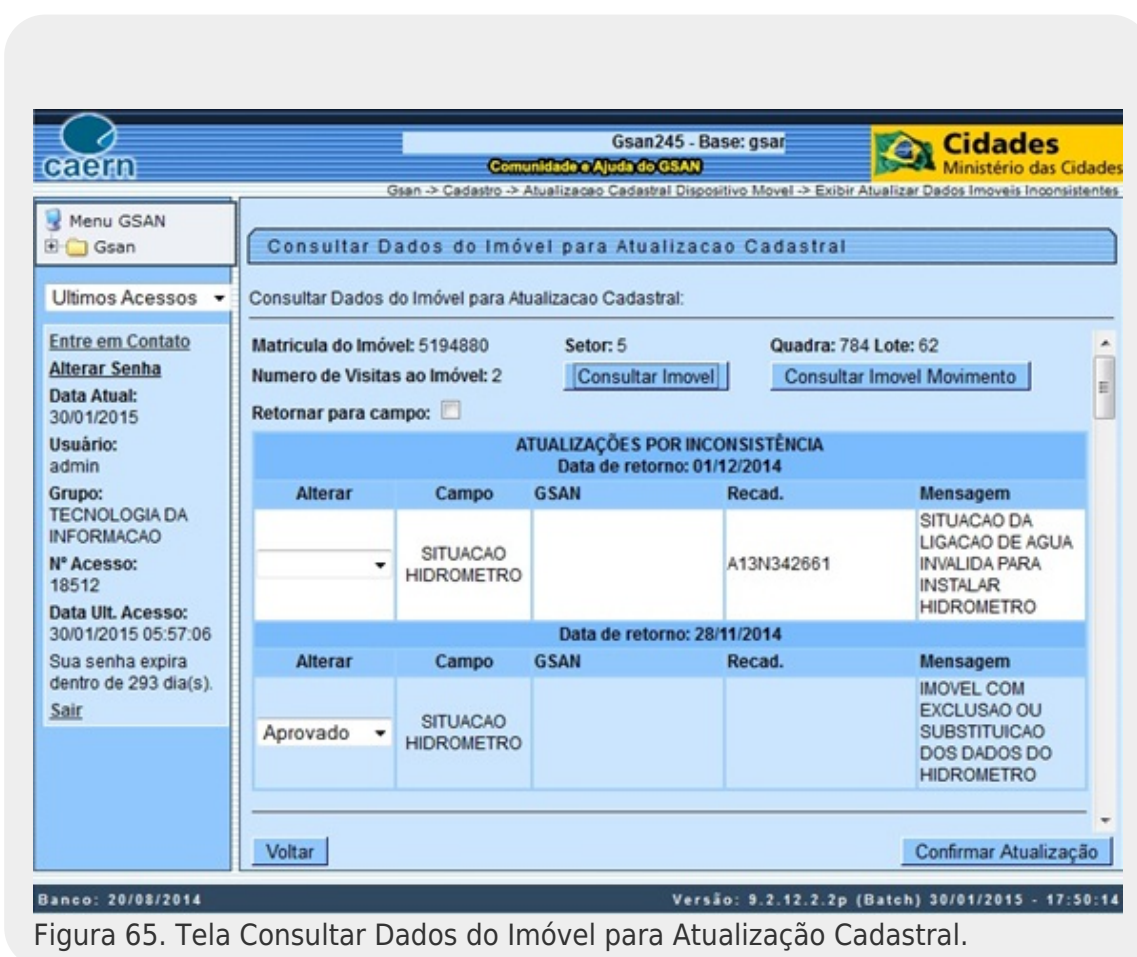 caern
Gsan245 - Base: gsan
Comunidade e Ajuda do GSAN
Cidades
Ministério das Cidades
Gsan -> Cadastro -> Atualizacao Cadastral Dispositivo Movel -> Exibir Atualizar Dados Imoveis Inconsistentes
Menu GSAN
Gsan
Ultimos Acessos
Entre em Contato
Alterar Senha
Data Atual:
30/01/2015
Usuário:
admin
Grupo:
TECNOLOGIA DA
INFORMACAO
Nº Acesso:
18512
Data Ult. Acesso:
30/01/2015 05:57:06
Sua senha expira
dentro de 293 dia(s).
Sair
Consultar Dados do Imóvel para Atualizacao Cadastral
Consultar Dados do Imóvel para Atualizacao Cadastral:
Matricula do Imóvel: 5194880 Setor: 5 Quadra: 784 Lote: 62
Numero de Visitas ao Imóvel: 2 Consultar Imovel Consultar Imovel Movimento
Retornar para campo:
ATUALIZAÇÕES POR INCONSISTÊNCIA
Data de retorno: 01/12/2014
Alterar Campo GSAN Recad. Mensagem
SITUACAO
HIDROMETRO
A13N342661
SITUACAO DA
LIGACAO DE AGUA
INVALIDA PARA
INSTALAR
HIDROMETRO
Data de retorno: 28/11/2014
Alterar Campo GSAN Recad. Mensagem
Aprovado
SITUACAO
HIDROMETRO
IMOVEL COM
EXCLUSAO OU
SUBSTITUICAO
DOS DADOS DO
HIDROMETRO
Voltar Confirmar Atualização
Banco: 20/08/2014 Versão: 9.2.12.2.2p (Batch) 30/01/2015 - 17:50:14
Figura 65. Tela Consultar Dados do Imóvel para Atualização Cadastral.